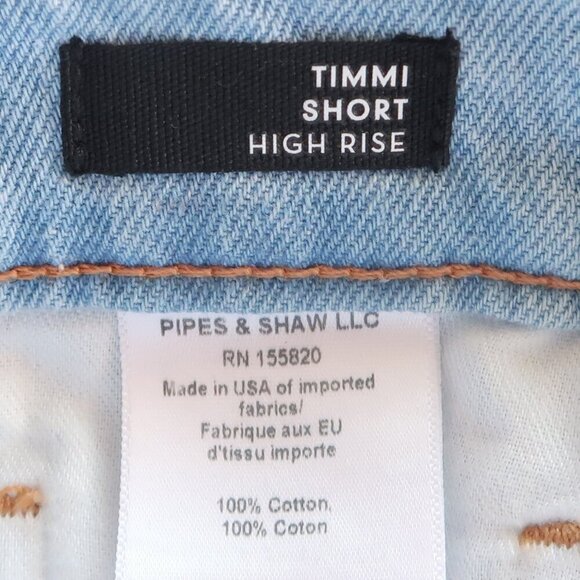 TIMMI
SHORT
HIGH RISE
PIPES & SHAW LLC
RN 155820
Made in USA of imported
fabrics/
Fabrique aux EU
d'tissu importe
100% Cotton.
100% Coton